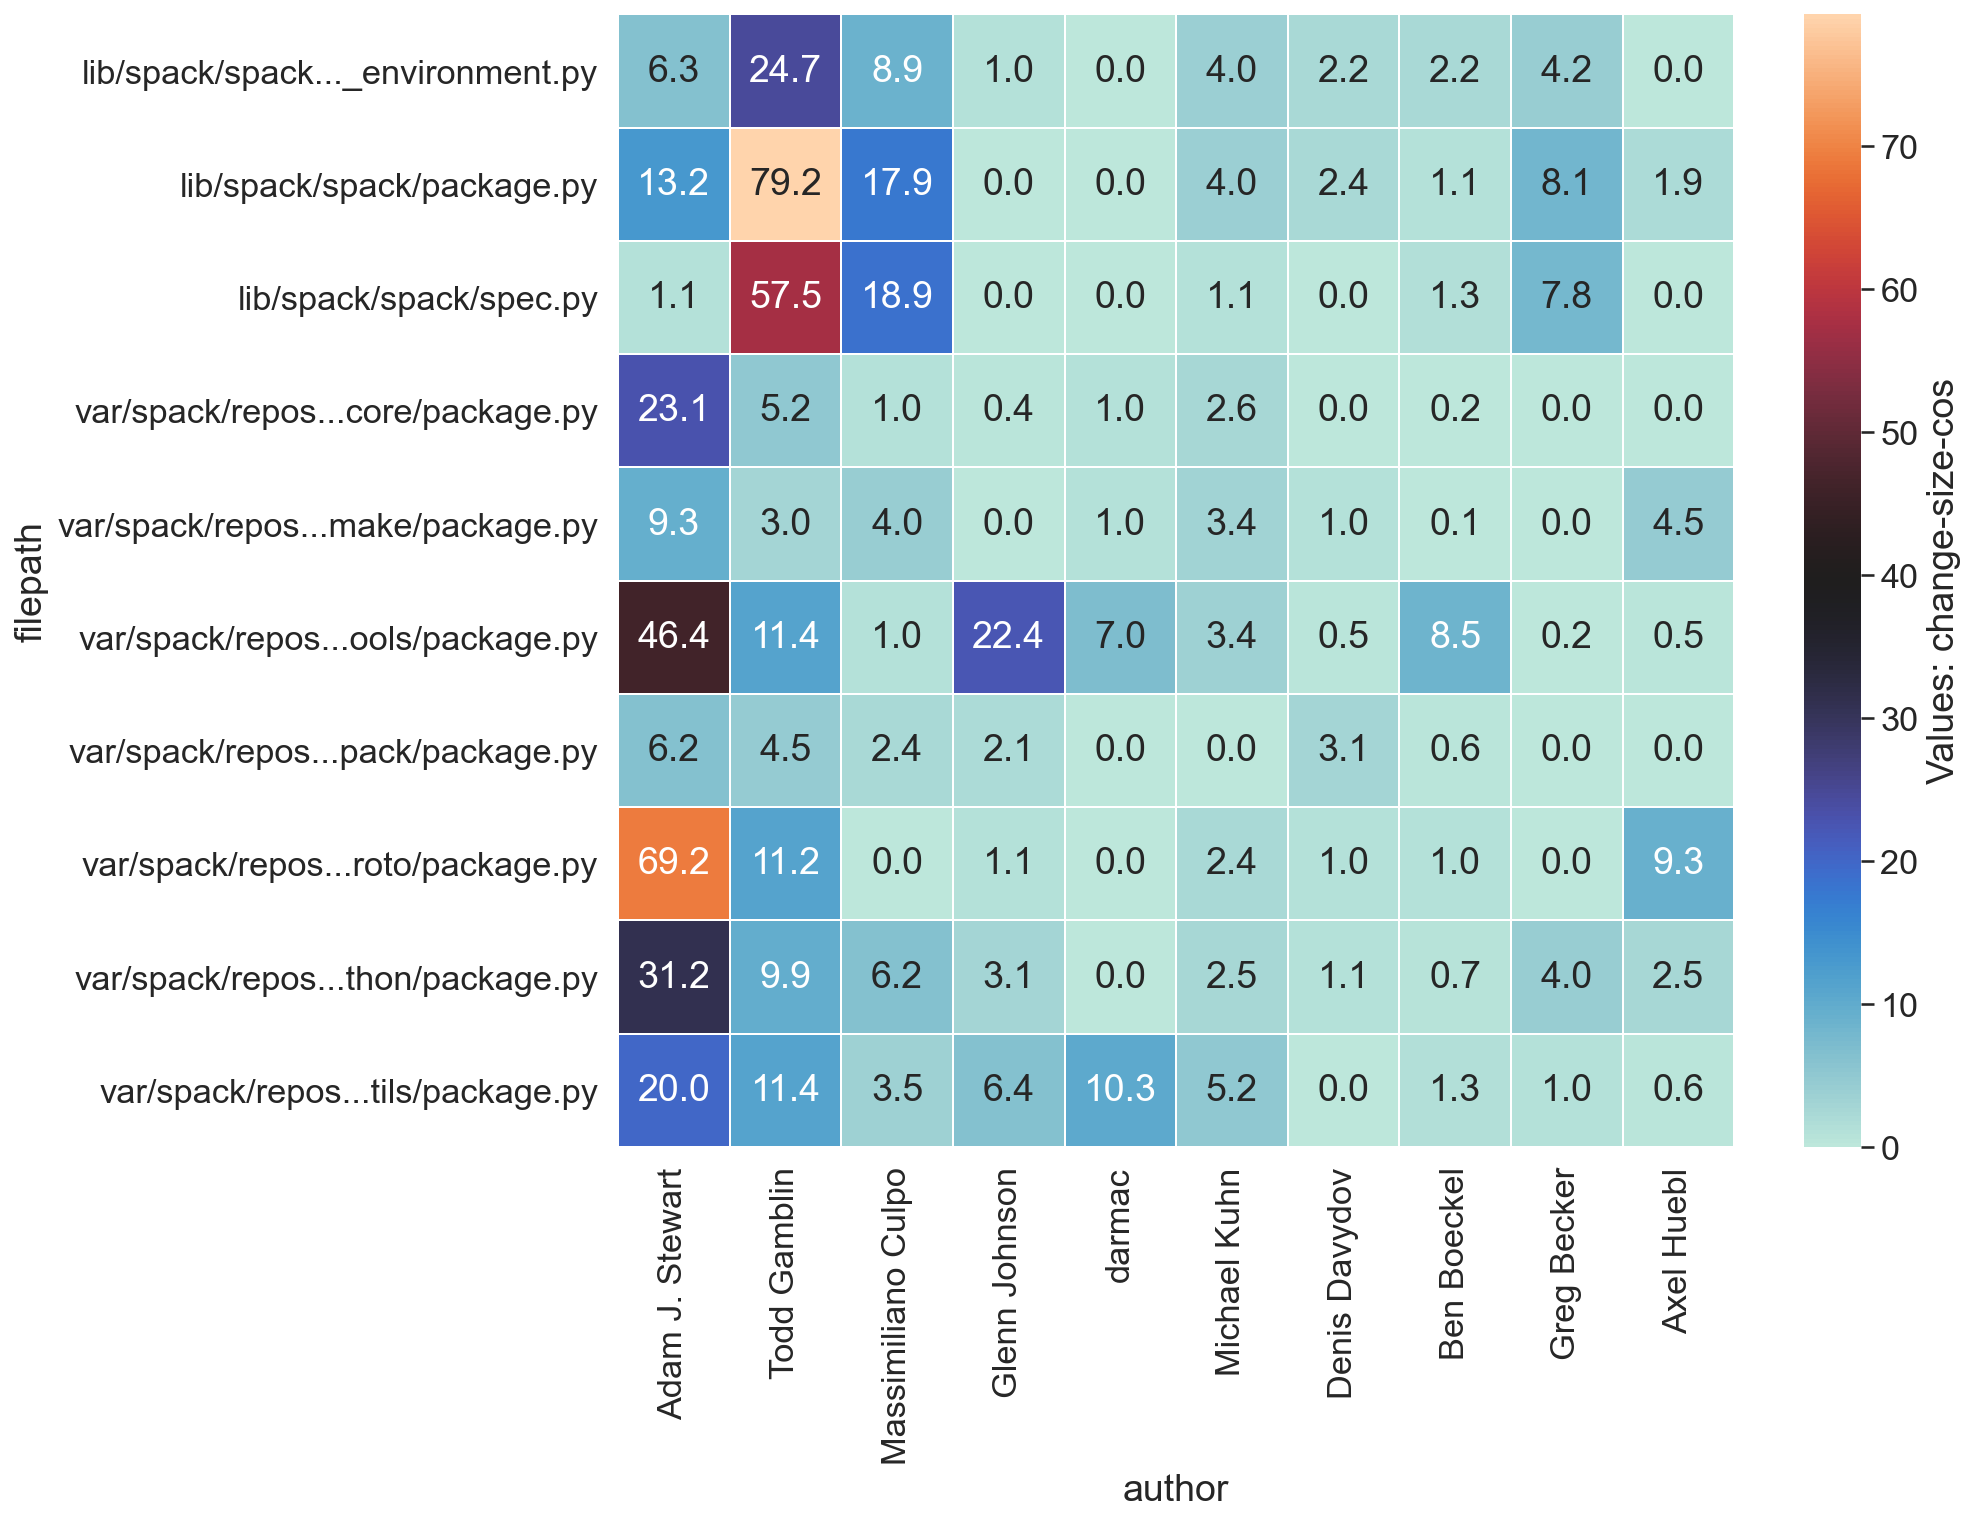 lib/spack/spack..._environment.py 6.3 24.7 8.9 1.0 0.0 4.0 2.2 2.2 4.2 0.0
lib/spack/spack/package.py 13.2 79.2 17.9 0.0 0.0 4.0 2.4 1.1 8.1 1.9
lib/spack/spack/spec.py 1.1 57.5 18.9 0.0 0.0 1.1 0.0 1.3 7.8 0.0
var/spack/repos...core/package.py 23.1 5.2 1.0 0.4 1.0 2.6 0.0 0.2 0.0 0.0
var/spack/repos...make/package.py 9.3 3.0 4.0 0.0 1.0 3.4 1.0 0.1 0.0 4.5
var/spack/repos...ools/package.py 46.4 11.4 1.0 22.4 7.0 3.4 0.5 8.5 0.2 0.5
var/spack/repos...pack/package.py 6.2 4.5 2.4 2.1 0.0 0.0 3.1 0.6 0.0 0.0
var/spack/repos...roto/package.py 69.2 11.2 0.0 1.1 0.0 2.4 1.0 1.0 0.0 9.3
var/spack/repos...thon/package.py 31.2 9.9 6.2 3.1 0.0 2.5 1.1 0.7 4.0 2.5
var/spack/repos...tils/package.py 20.0 11.4 3.5 6.4 10.3 5.2 0.0 1.3 1.0 0.6
filepath
Adam J. Stewart
Todd Gamblin
Massimiliano Culpo
Glenn Johnson
darmac
Michael Kuhn
Denis Davydov
Ben Boeckel
Greg Becker
Axel Huebl
author
70
60
50
40
30
20
10
0
Values: change-size-cos